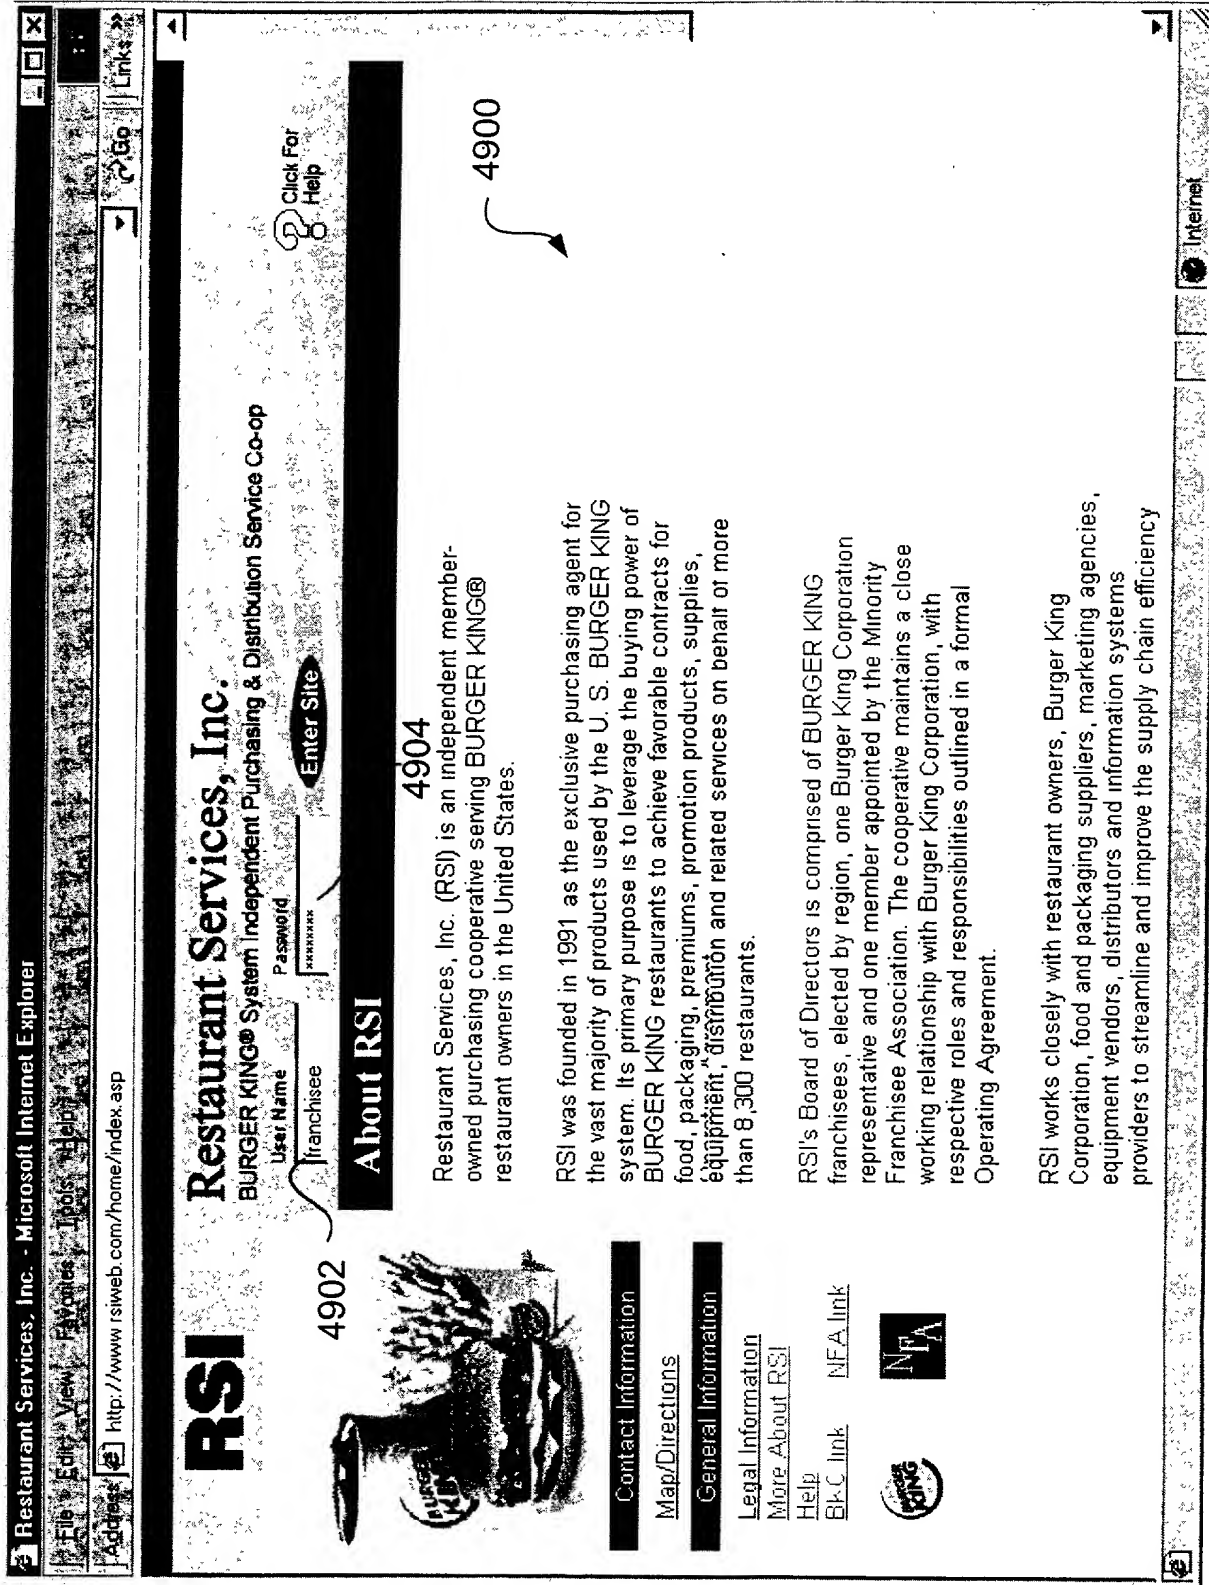 Restaurant Services, Inc. - Microsoft Internet Explorer
File Edit View Favorites Tools Help
Address http://www.rsiweb.com/home/index.asp Go Links »
RSI
Restaurant Services, Inc.
BURGER KING® System Independent Purchasing & Distribution Service Co-op
User Name Password
franchisee xxxxxxxx Enter Site
Click For
Help
4902
4904
4900
About RSI
BURGER
KING
Contact Information
Map/Directions
General Information
Legal Information
More About RSI
Help
BKC link NFA link
BURGER
KING
NFA
Restaurant Services, Inc. (RSI) is an independent member-
owned purchasing cooperative serving BURGER KING®
restaurant owners in the United States.
RSI was founded in 1991 as the exclusive purchasing agent for
the vast majority of products used by the U. S. BURGER KING
system. Its primary purpose is to leverage the buying power of
BURGER KING restaurants to achieve favorable contracts for
food, packaging, premiums, promotion products, supplies,
equipment, distribution and related services on behalf of more
than 8,300 restaurants.
RSI's Board of Directors is comprised of BURGER KING
franchisees, elected by region, one Burger King Corporation
representative and one member appointed by the Minority
Franchisee Association. The cooperative maintains a close
working relationship with Burger King Corporation, with
respective roles and responsibilities outlined in a formal
Operating Agreement.
RSI works closely with restaurant owners, Burger King
Corporation, food and packaging suppliers, marketing agencies,
equipment vendors, distributors and information systems
providers to streamline and improve the supply chain efficiency
Internet